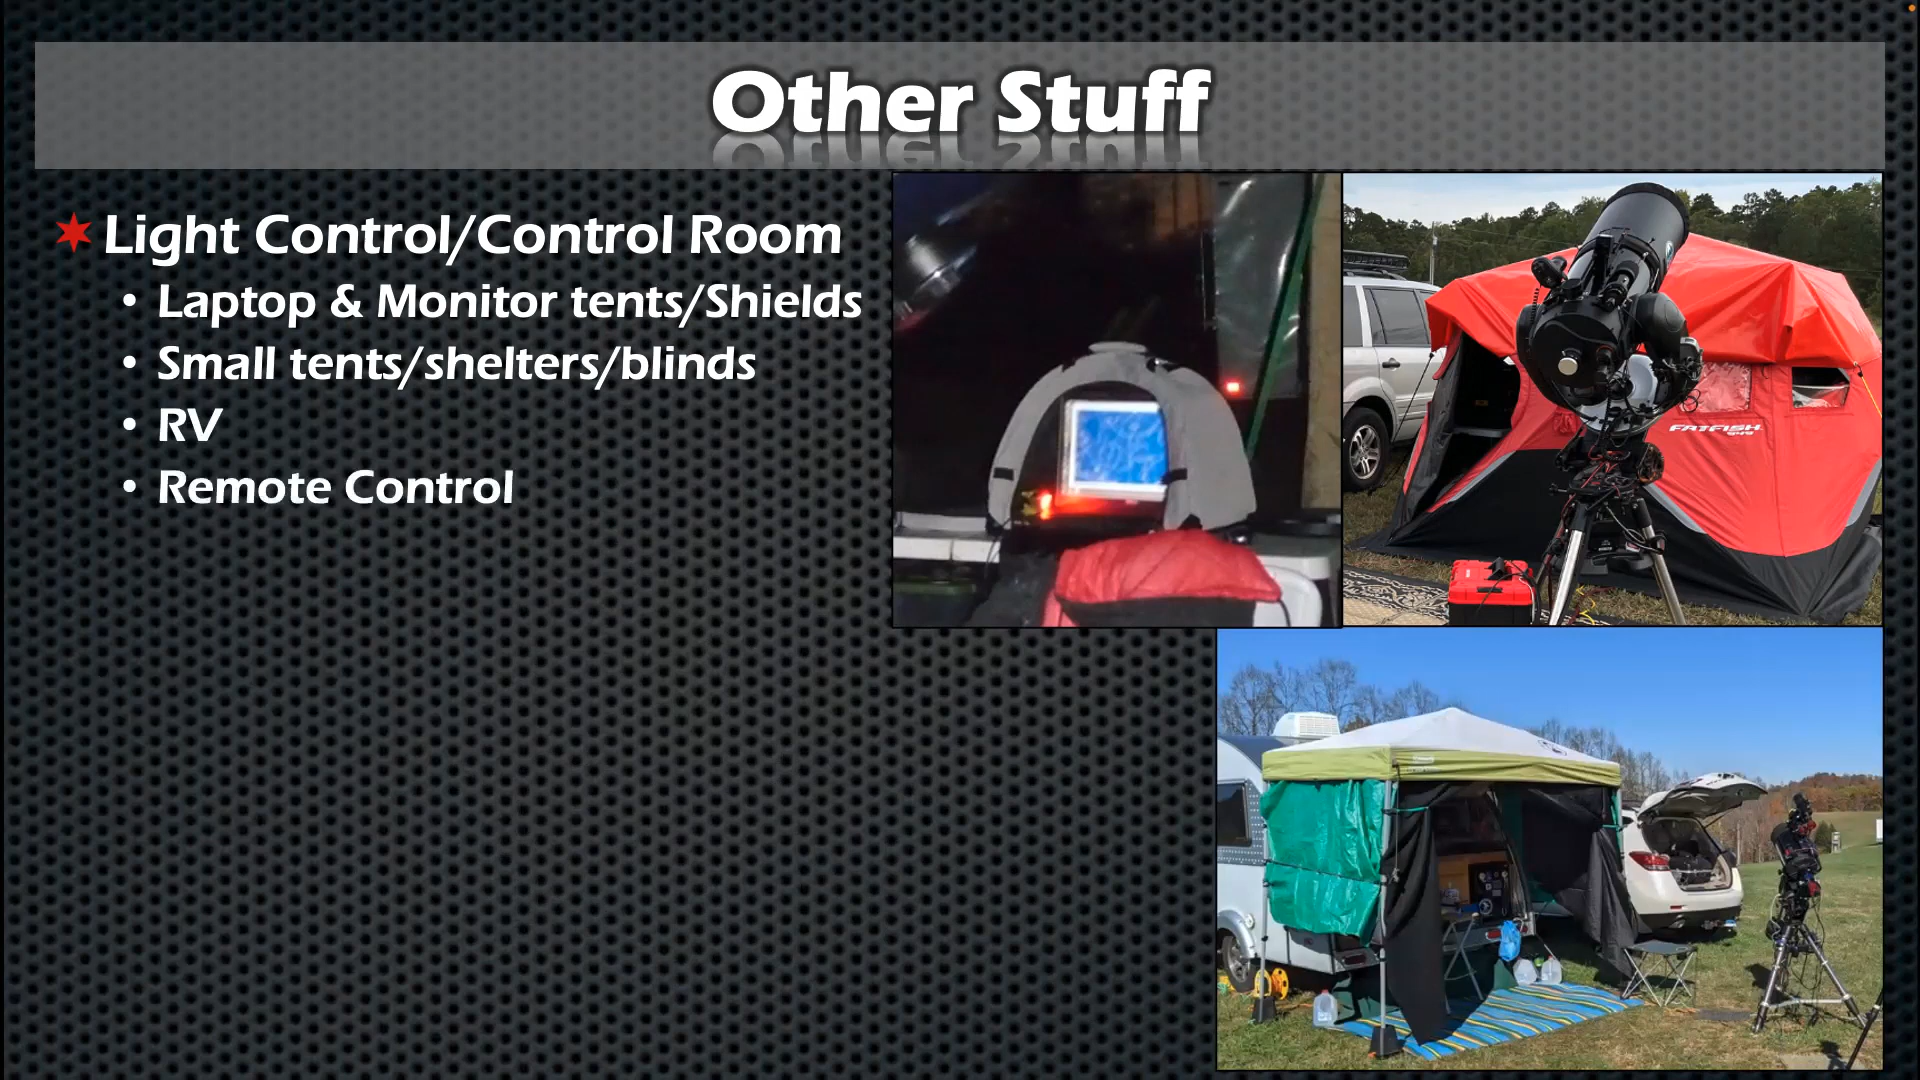 Other Stuff
Light Control/Control Room
• Laptop & Monitor tents/Shields
• Small tents/shelters/blinds
• RV
• Remote Control
FATFISH